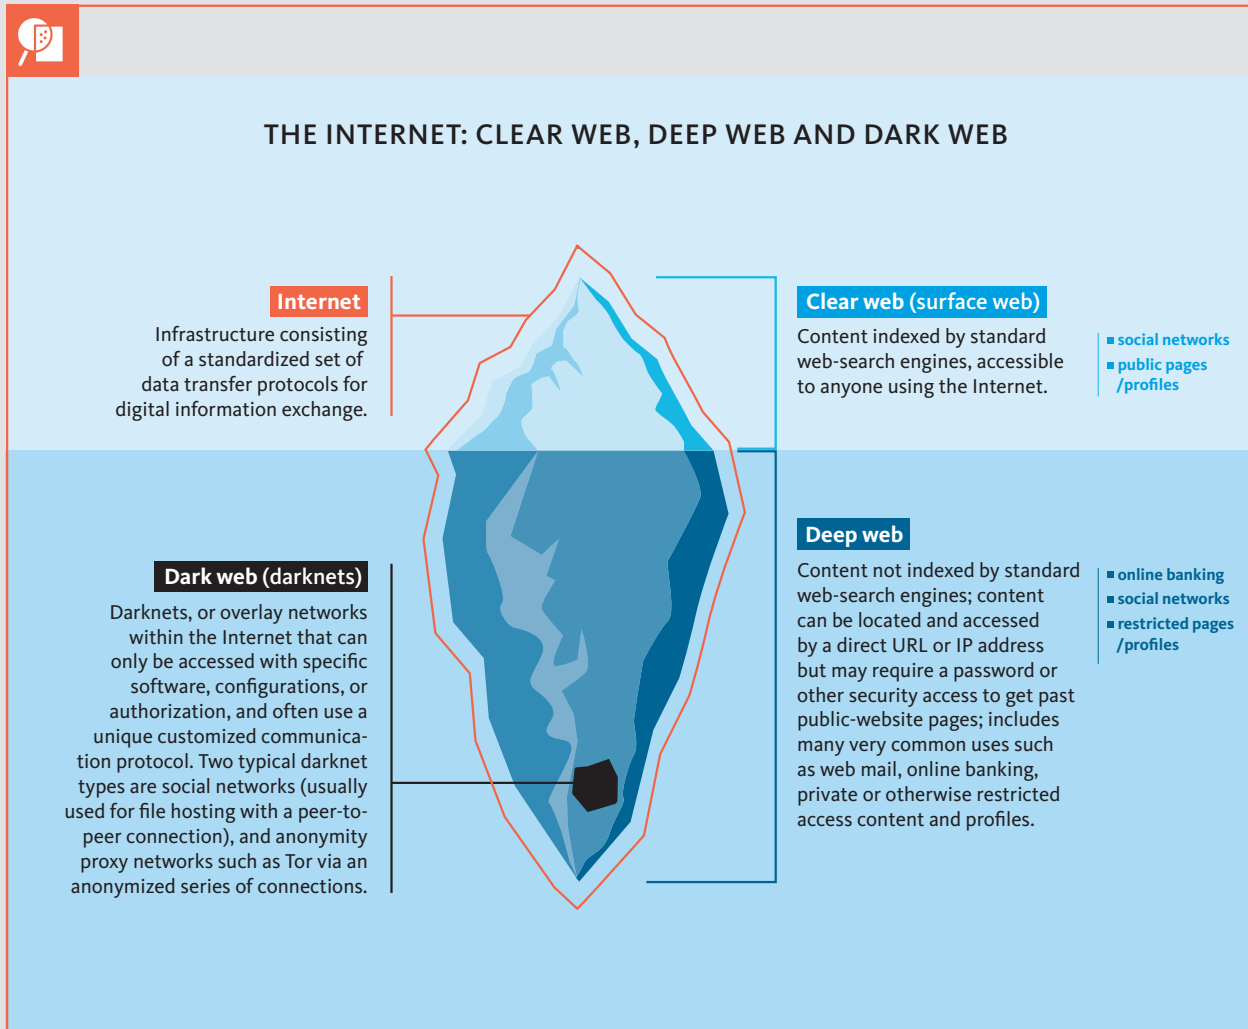 THE INTERNET: CLEAR WEB, DEEP WEB AND DARK WEB
Internet
Infrastructure consisting
of a standardized set of
data transfer protocols for
digital information exchange.
Clear web (surface web)
Content indexed by standard
web-search engines, accessible
to anyone using the Internet.
social networks
public pages
/profiles
Dark web (darknets)
Darknets, or overlay networks
within the Internet that can
only be accessed with specific
software, configurations, or
authorization, and often use a
unique customized communica-
tion protocol. Two typical darknet
types are social networks (usually
used for file hosting with a peer-to-
peer connection), and anonymity
proxy networks such as Tor via an
anonymized series of connections.
Deep web
Content not indexed by standard
web-search engines; content
can be located and accessed
by a direct URL or IP address
but may require a password or
other security access to get past
public-website pages; includes
many very common uses such
as web mail, online banking,
private or otherwise restricted
access content and profiles.
online banking
social networks
restricted pages
/profiles